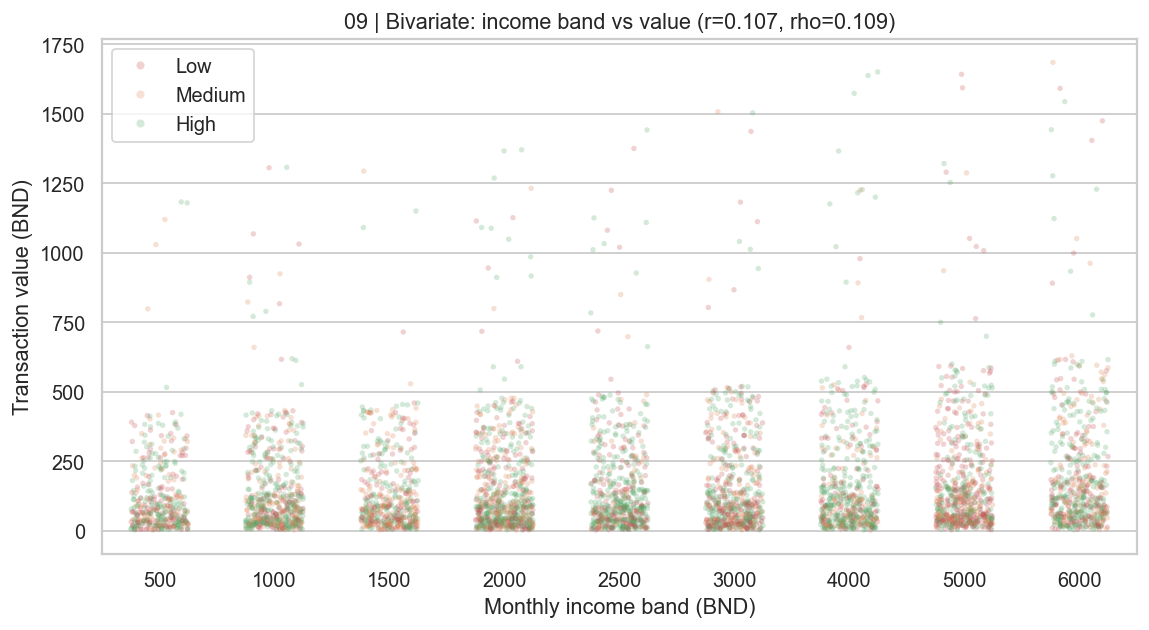 09 | Bivariate: income band vs value (r=0.107, rho=0.109)
Low
Medium
High
Transaction value (BND)
1750
1500
1250
1000
750
500
250
0
500 1000 1500 2000 2500 3000 4000 5000 6000
Monthly income band (BND)